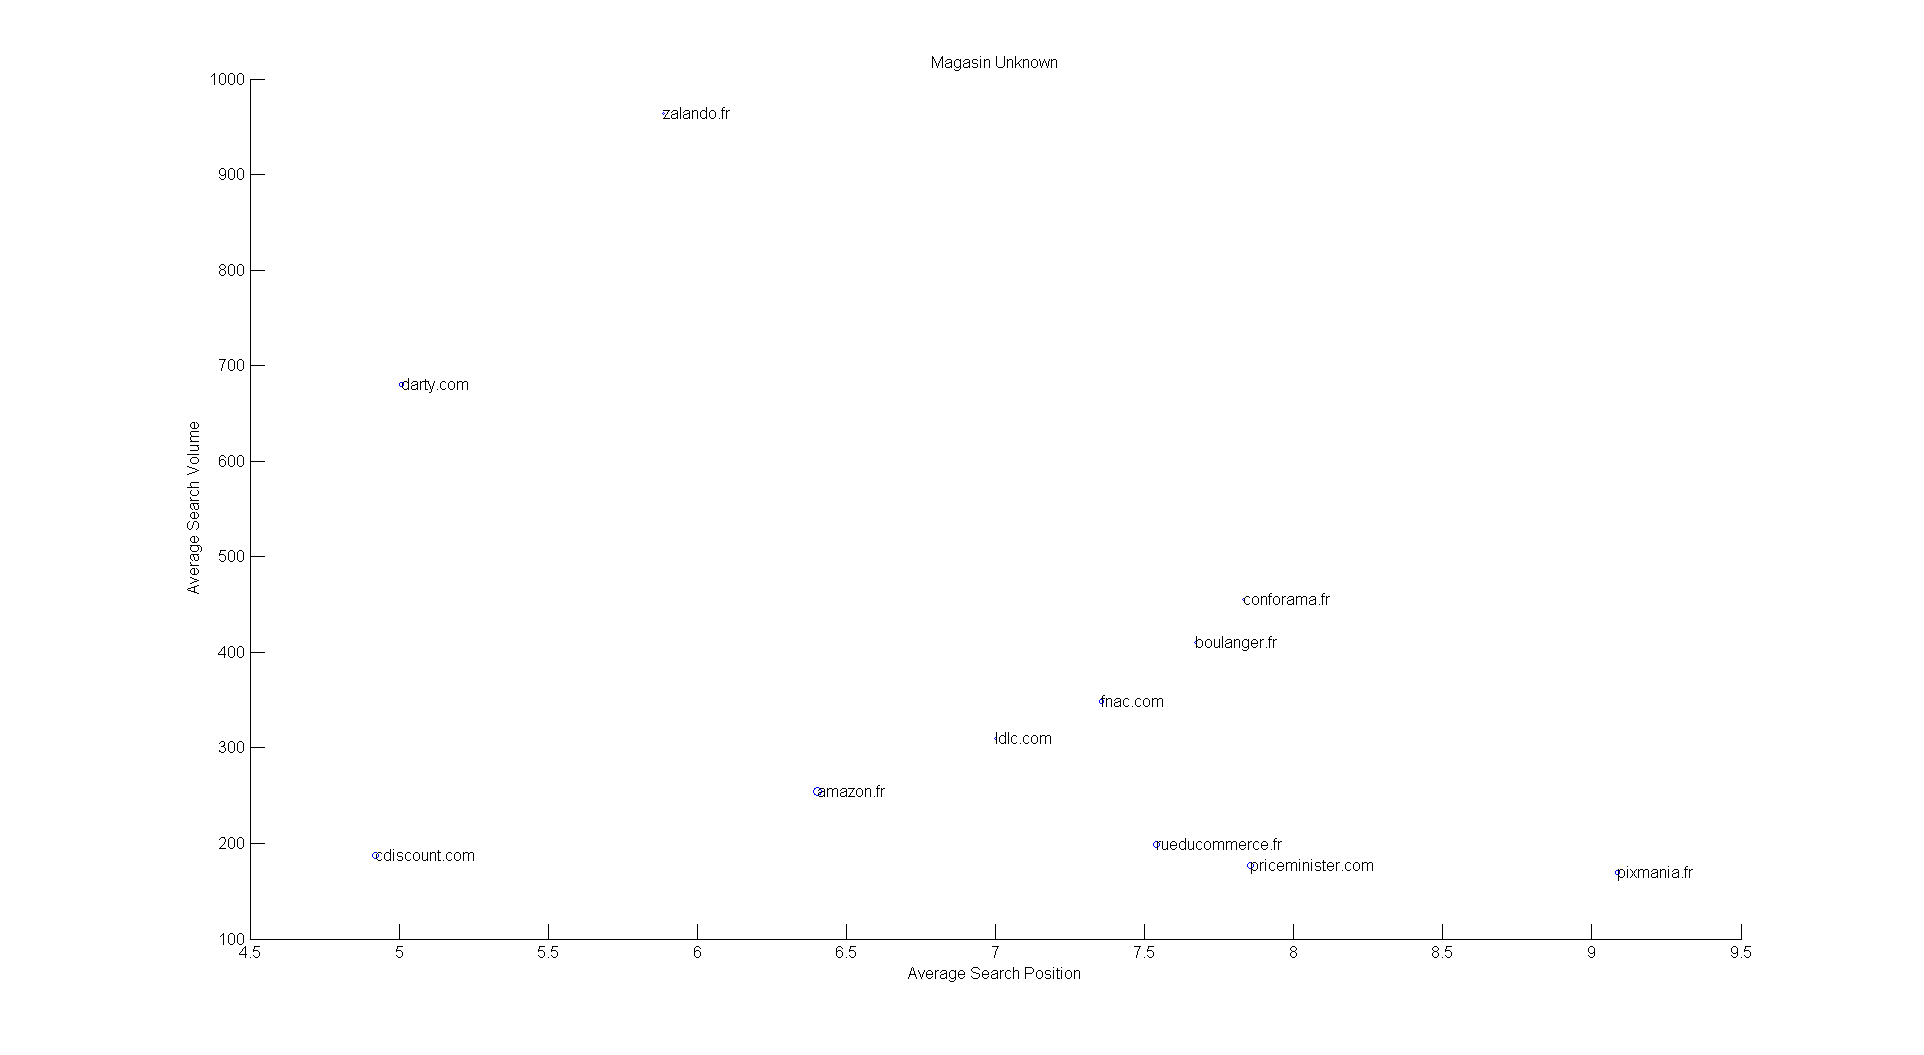 Magasin Unknown
1000
zalando.fr
900
800
700
darty.com
Average Search Volume
600
500
conforama.fr
boulanger.fr
400
fnac.com
ldlc.com
300
amazon.fr
200
rueducommerce.fr
cdiscount.com
priceminister.com
pixmania.fr
100
4.5 5 5.5 6 6.5 7 7.5 8 8.5 9 9.5
Average Search Position